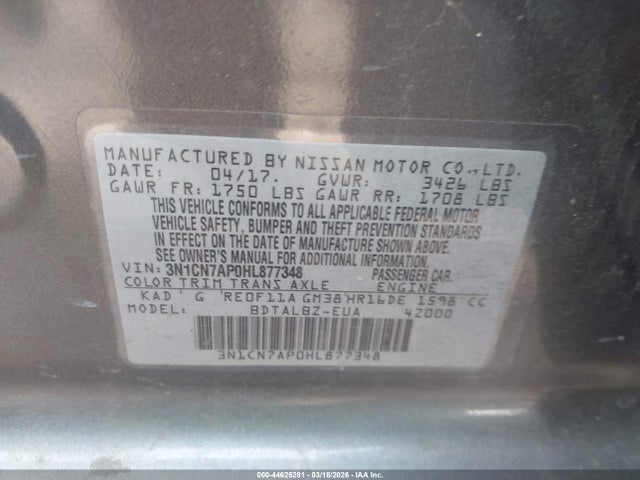 MANUFACTURED BY NISSAN MOTOR CO., LTD.
DATE: 04/17. GVWR: 3426 LBS
GAWR FR: 1750 LBS GAWR RR: 1708 LBS
THIS VEHICLE CONFORMS TO ALL APPLICABLE FEDERAL MOTOR
VEHICLE SAFETY, BUMPER AND THEFT PREVENTION STANDARDS
IN EFFECT ON THE DATE OF MANUFACTURE SHOWN ABOVE.
SEE OWNER'S MANUAL FOR ADDITIONAL INFORMATION.
VIN: 3N1CN7AP0HL877348 PASSENGER CAR.
COLOR TRIM TRANS AXLE ENGINE
KAD G RE0F11A GM38 HR16DE 1598 CC
MODEL: BDTALBZ-EUA 42000
3N1CN7AP0HL877348
000-44625281 - 03/18/2026 - IAA Inc.